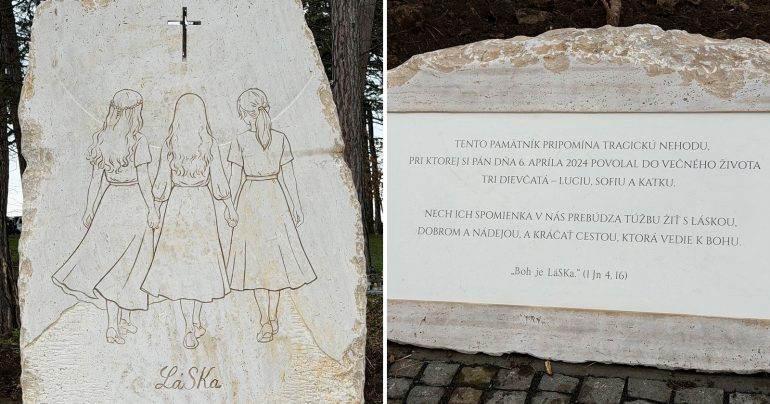 LáSKa
TENTO PAMÄTNÍK PRIPOMÍNA TRAGICKÚ NEHODU,
PRI KTOREJ SI PÁN DŇA 6. APRÍLA 2024 POVOLAL DO VEČNÉHO ŽIVOTA
TRI DIEVČATÁ – LUCIU, SOFIU A KATKU.
NECH ICH SPOMIENKA V NÁS PREBÚDZA TÚŽBU ŽIŤ S LÁSKOU,
DOBROM A NÁDEJOU, A KRÁČAŤ CESTOU, KTORÁ VEDIE K BOHU.
„Boh je LáSKa.“ (1 Jn 4, 16)